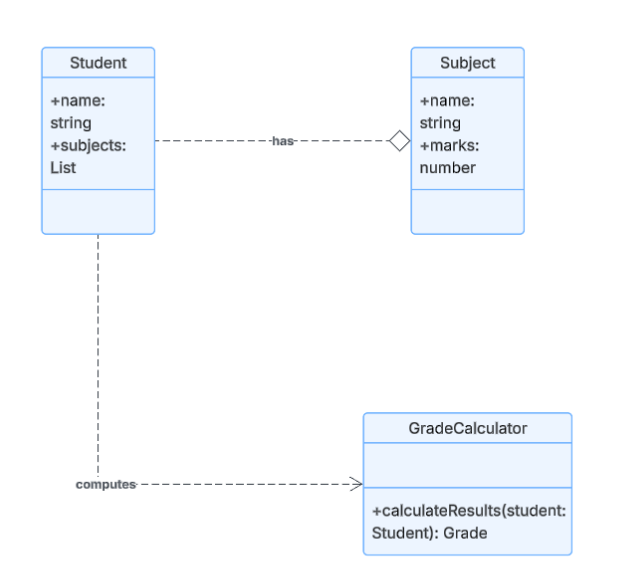 Student
+name:
string
+subjects:
List
has
Subject
+name:
string
+marks:
number
computes
GradeCalculator
+calculateResults(student:
Student): Grade